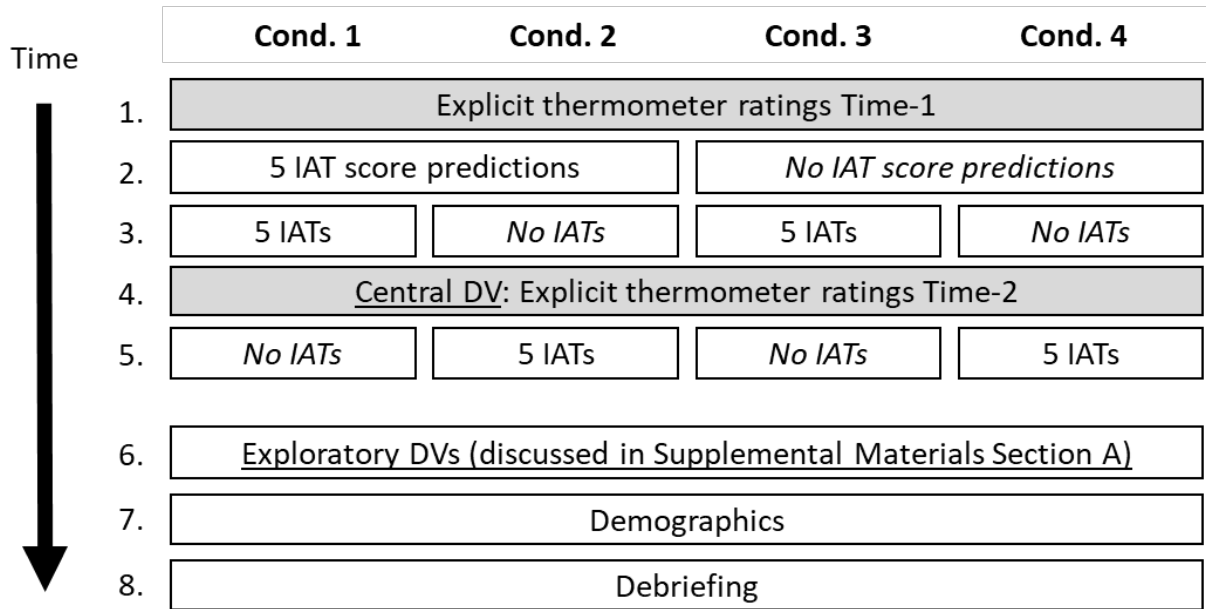 Cond. 1 Cond. 2 Cond. 3 Cond. 4
Time
1. Explicit thermometer ratings Time-1
2. 5 IAT score predictions No IAT score predictions
3. 5 IATs No IATs 5 IATs No IATs
4. Central DV: Explicit thermometer ratings Time-2
5. No IATs 5 IATs No IATs 5 IATs
6. Exploratory DVs (discussed in Supplemental Materials Section A)
7. Demographics
8. Debriefing